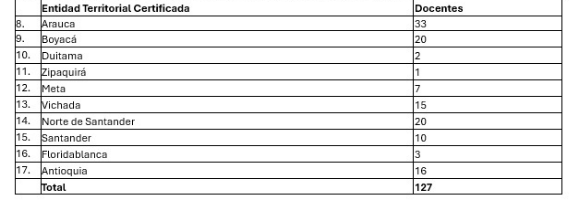 Entidad Territorial Certificada Docentes
8. Arauca 33
9. Boyacá 20
10. Duitama 2
11. Zipaquirá 1
12. Meta 7
13. Vichada 15
14. Norte de Santander 20
15. Santander 10
16. Floridablanca 3
17. Antioquia 16
Total 127